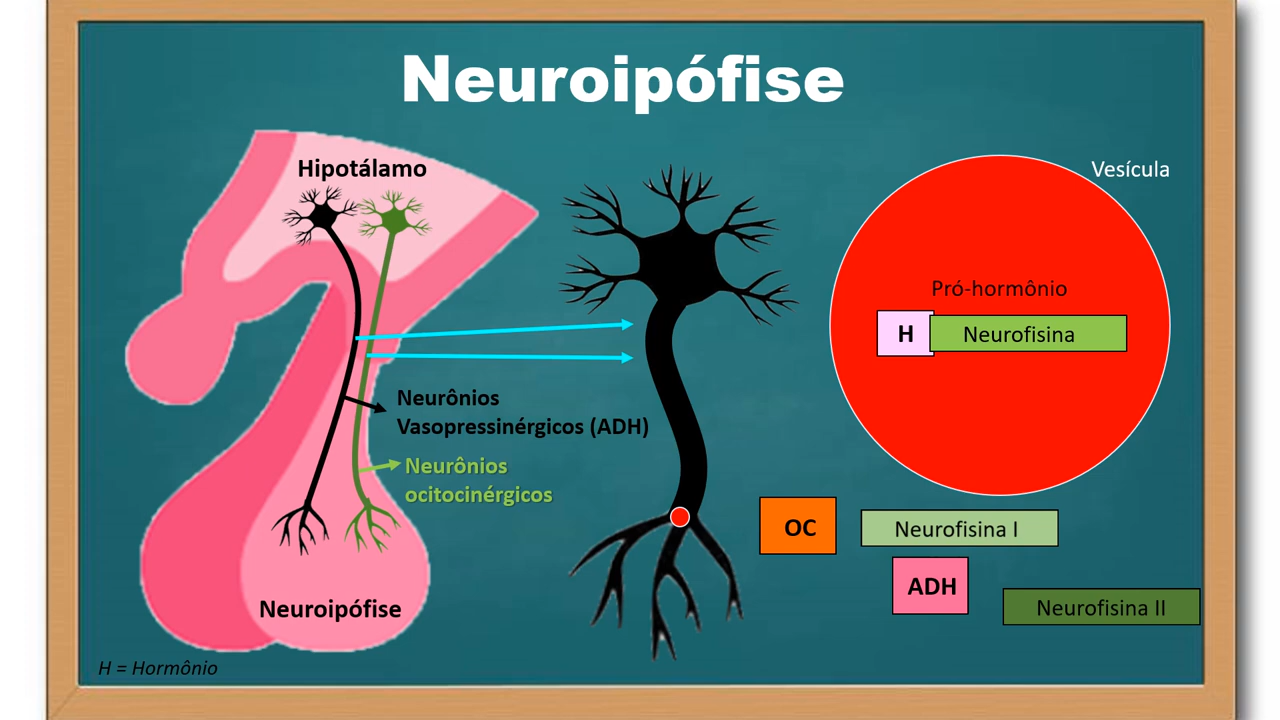 Neuroipófise
Hipotálamo
Neurônios
Vasopressinérgicos (ADH)
Neurônios
ocitocinérgicos
Neuroipófise
H = Hormônio
Vesícula
Pró-hormônio
H
Neurofisina
OC
Neurofisina I
ADH
Neurofisina II